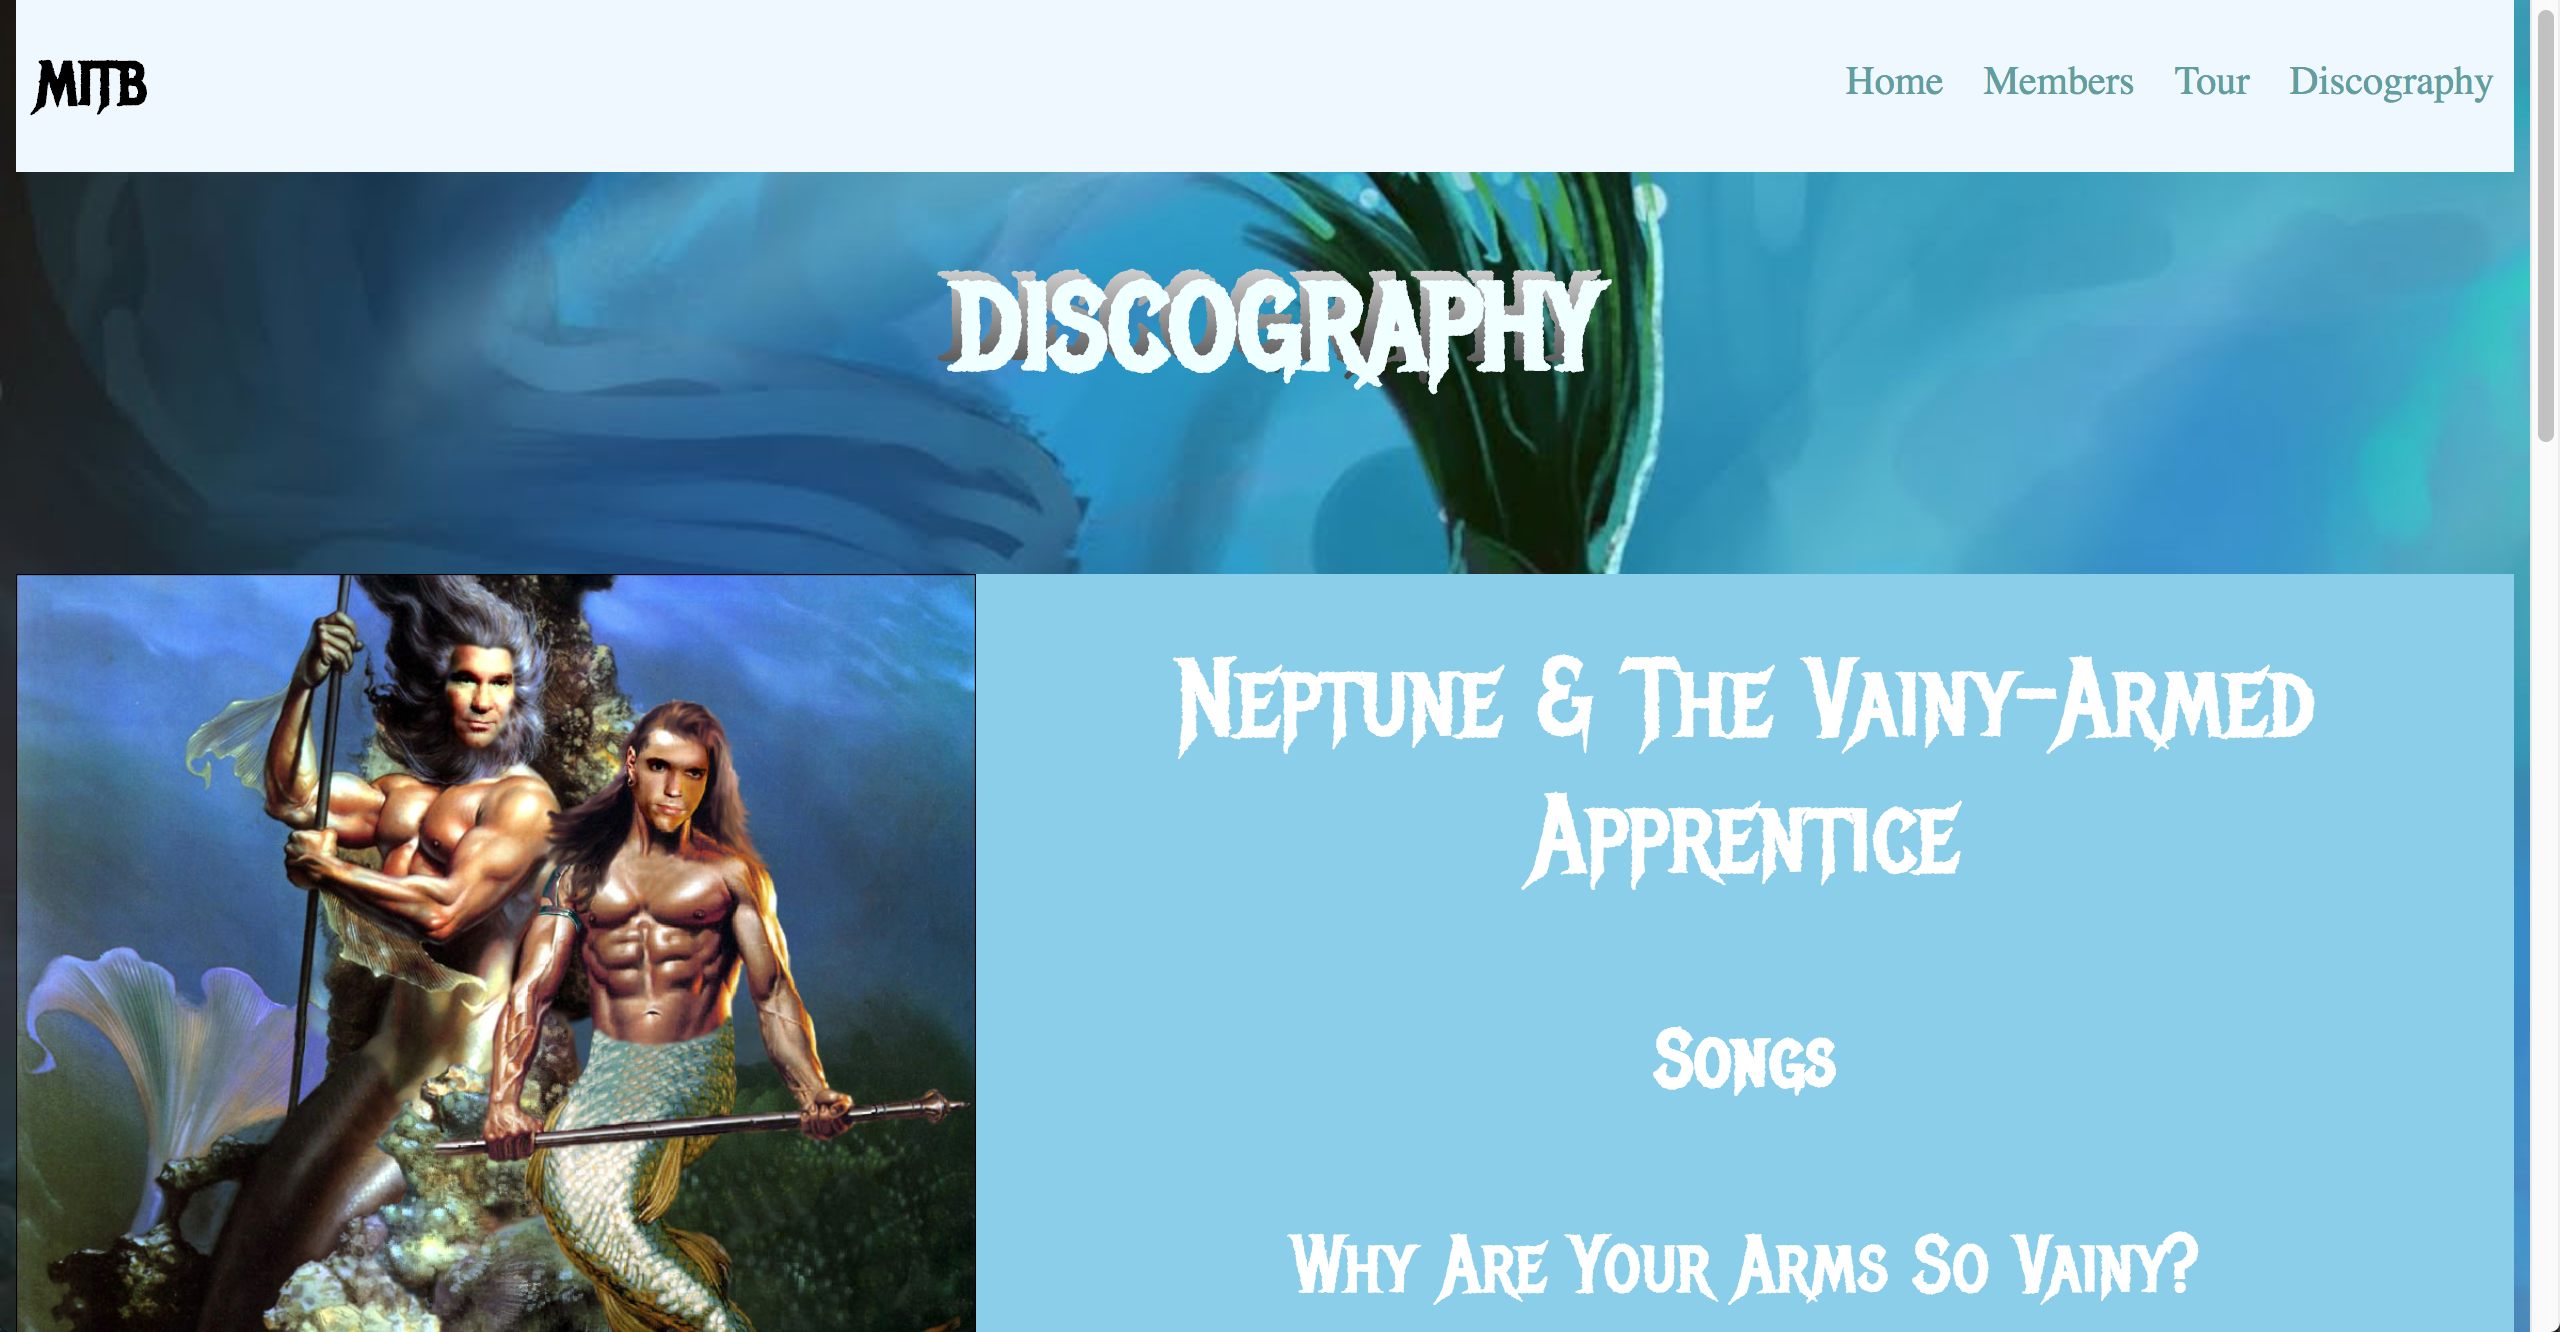 MITB
Home Members Tour Discography
DISCOGRAPHY
Neptune & The Vainy-Armed
Apprentice
Songs
Why Are Your Arms So Vainy?